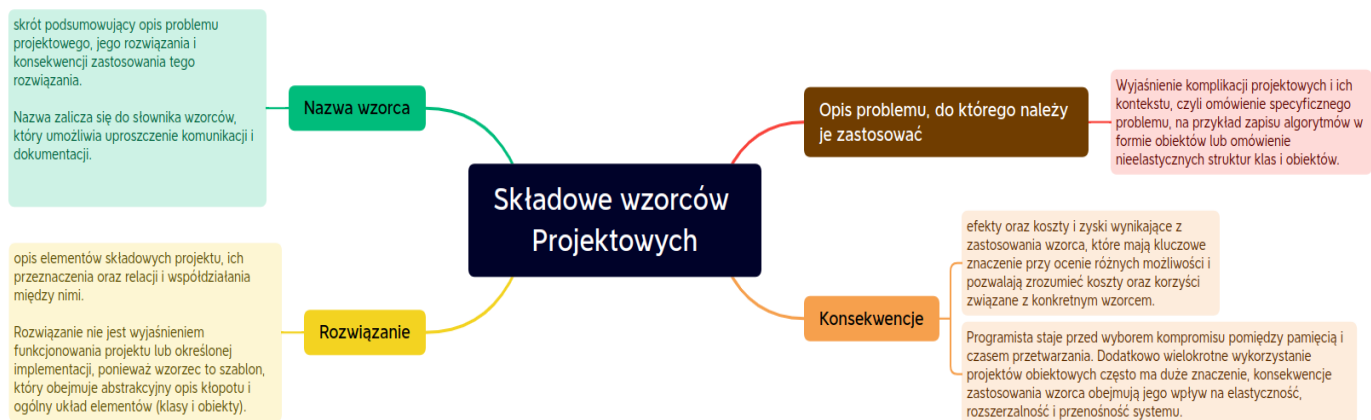 skrót podsumowujący opis problemu
projektowego, jego rozwiązania i
konsekwencji zastosowania tego
rozwiązania.
Nazwa zalicza się do słownika wzorców,
który umożliwia uproszczenie komunikacji i
dokumentacji.
Nazwa wzorca
opis elementów składowych projektu, ich
przeznaczenia oraz relacji i współdziałania
między nimi.
Rozwiązanie nie jest wyjaśnieniem
funkcjonowania projektu lub określonej
implementacji, ponieważ wzorzec to szablon,
który obejmuje abstrakcyjny opis kłopotu i
ogólny układ elementów (klasy i obiekty).
Rozwiązanie
Składowe wzorców
Projektowych
Opis problemu, do którego należy
je zastosować
Wyjaśnienie komplikacji projektowych i ich
kontekstu, czyli omówienie specyficznego
problemu, na przykład zapisu algorytmów w
formie obiektów lub omówienie
nieelastycznych struktur klas i obiektów.
Konsekwencje
efekty oraz koszty i zyski wynikające z
zastosowania wzorca, które mają kluczowe
znaczenie przy ocenie różnych możliwości i
pozwalają zrozumieć koszty oraz korzyści
związane z konkretnym wzorcem.
Programista staje przed wyborem kompromisu pomiędzy pamięcią i
czasem przetwarzania. Dodatkowo wielokrotne wykorzystanie
projektów obiektowych często ma duże znaczenie, konsekwencje
zastosowania wzorca obejmują jego wpływ na elastyczność,
rozszerzalność i przenośność systemu.